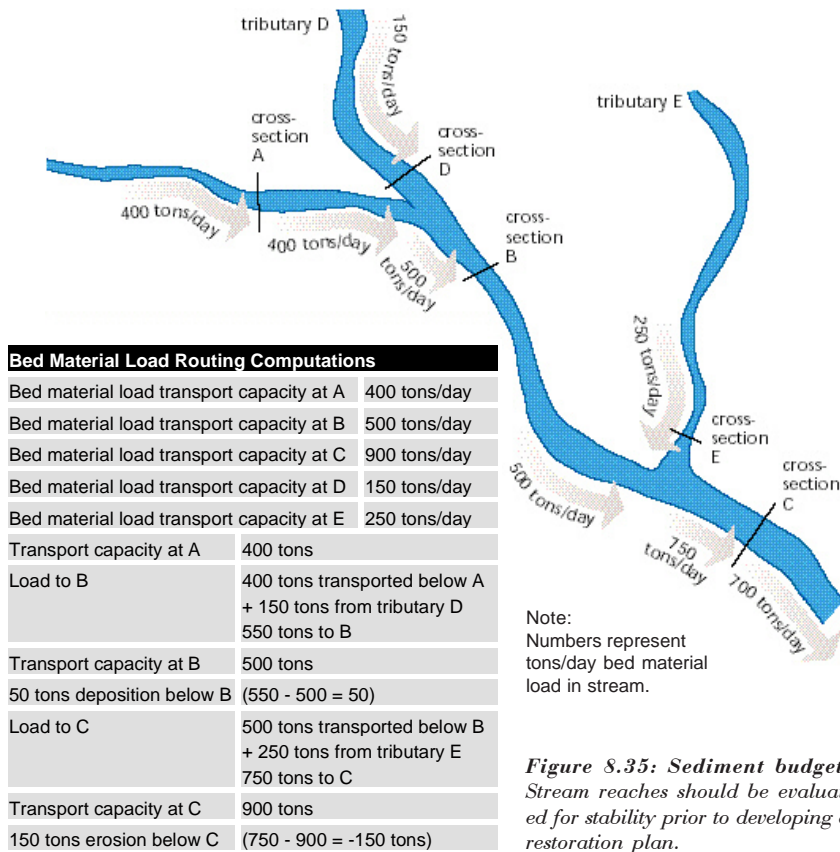 tributary D
150
tons/day
tributary E
cross-
section
A
cross-
section
D
400 tons/day
400 tons/day
500
tons/day
cross-
section
B
250 tons/day
cross-
section
E
cross-
section
C
500 tons/day
750
tons/day
700 tons/day
Bed Material Load Routing Computations
Bed material load transport capacity at A 400 tons/day
Bed material load transport capacity at B 500 tons/day
Bed material load transport capacity at C 900 tons/day
Bed material load transport capacity at D 150 tons/day
Bed material load transport capacity at E 250 tons/day
Transport capacity at A 400 tons
Load to B 400 tons transported below A
+ 150 tons from tributary D
550 tons to B
Transport capacity at B 500 tons
50 tons deposition below B (550 - 500 = 50)
Load to C 500 tons transported below B
+ 250 tons from tributary E
750 tons to C
Transport capacity at C 900 tons
150 tons erosion below C (750 - 900 = -150 tons)
Note:
Numbers represent
tons/day bed material
load in stream.
Figure 8.35: Sediment budget
Stream reaches should be evaluat
ed for stability prior to developing
restoration plan.